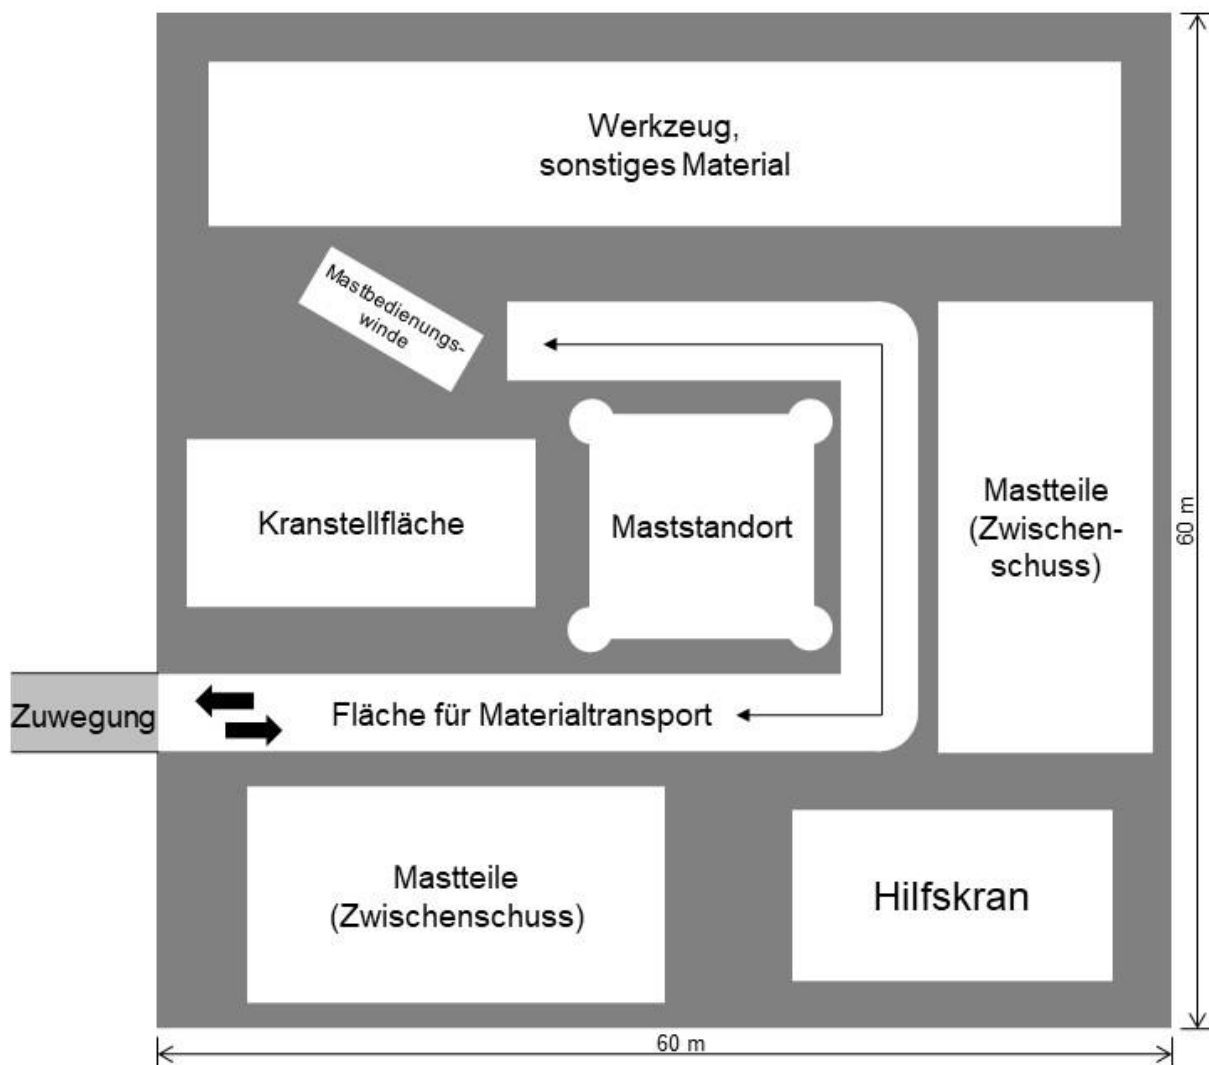 Werkzeug,
sonstiges Material
Mastbedienungs-
winde
Mastteile
(Zwischen-
schuss)
60 m
Kranstellfläche
Maststandort
Zuwegung
Fläche für Materialtransport
Mastteile
(Zwischenschuss)
Hilfskran
60 m